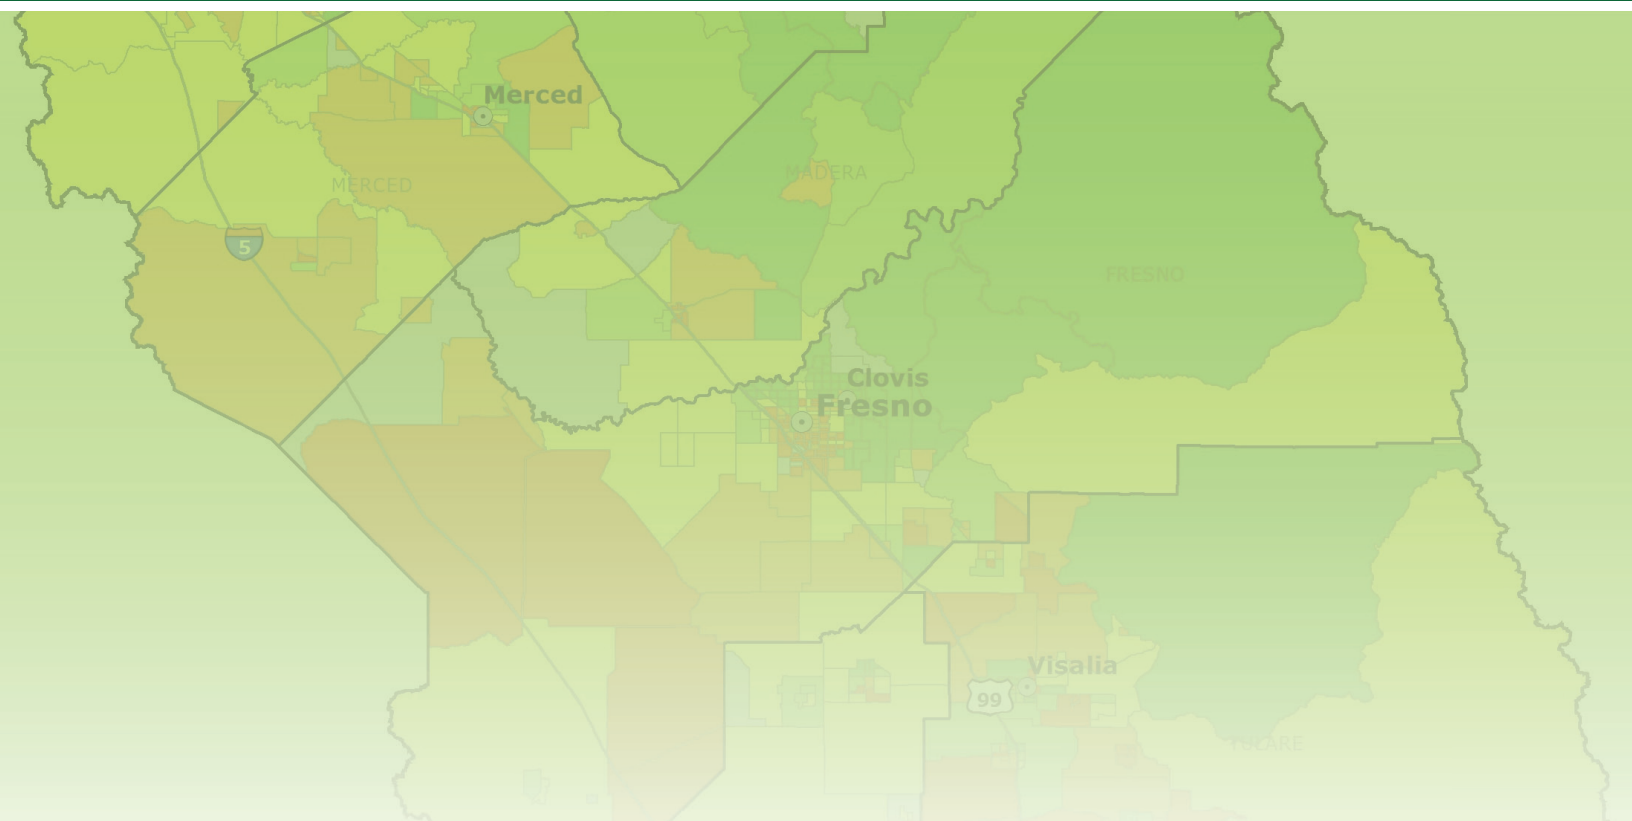 Merced
MADERA
MERCED
5
FRESNO
Clovis
Fresno
Visalia
99
TULARE